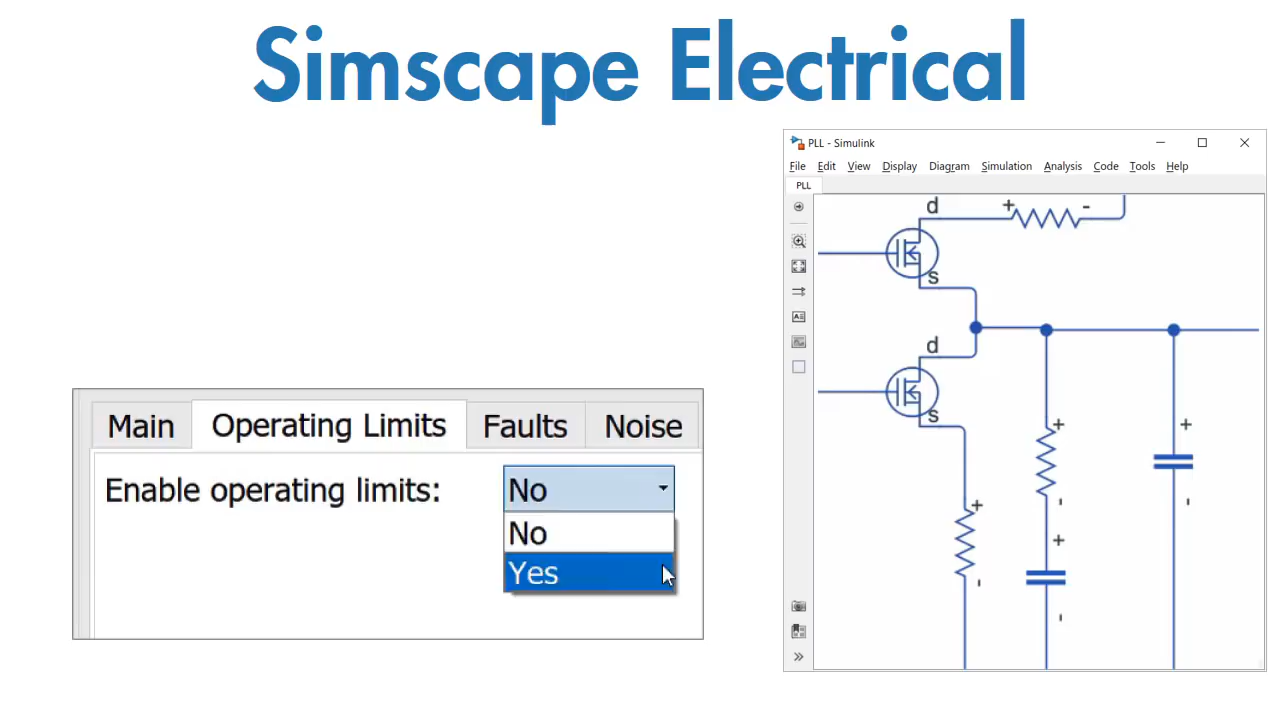 Simscape Electrical
PLL - Simulink
File Edit View Display Diagram Simulation Analysis Code Tools Help
PLL
d
+ -
s
d
s
+
+
+
-
-
+
-
-
Main Operating Limits Faults Noise
Enable operating limits: No
No
Yes